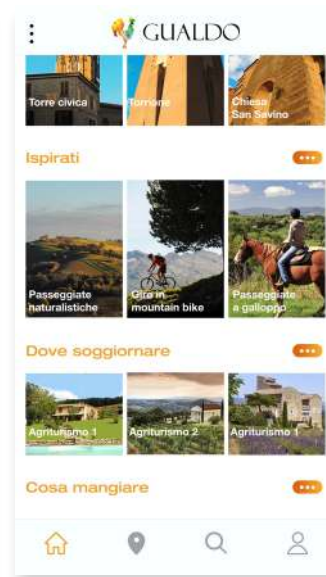 GUALDO
Torre civica
Torrione
Chiesa
San Savino
Ispirati
Passeggiate
naturalistiche
Giro in
mountain bike
Passeggiate
a galoppo
Dove soggiornare
Agriturismo 1
Agriturismo 2
Agriturismo 1
Cosa mangiare